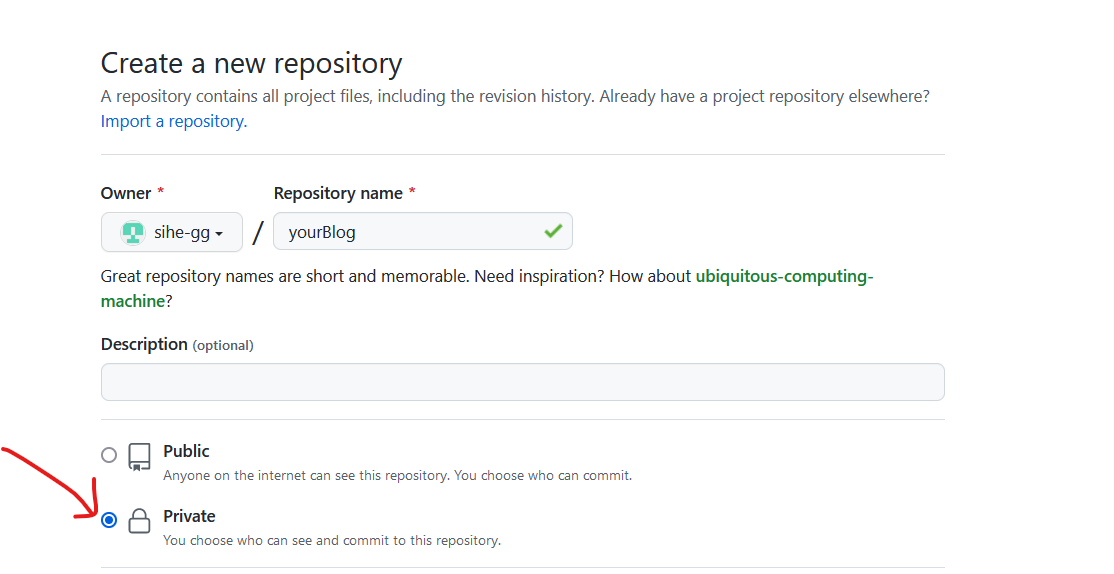 Create a new repository
A repository contains all project files, including the revision history. Already have a project repository elsewhere?
Import a repository.
Owner * Repository name *
sihe-gg / yourBlog
Great repository names are short and memorable. Need inspiration? How about ubiquitous-computing-
machine?
Description (optional)
Public
Anyone on the internet can see this repository. You choose who can commit.
Private
You choose who can see and commit to this repository.